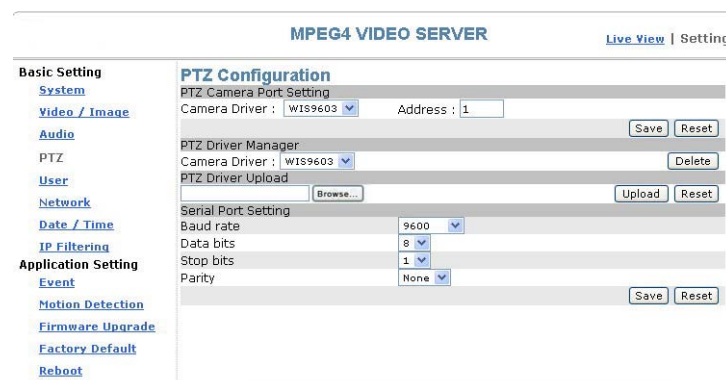 MPEG4 VIDEO SERVER
Live View | Setting
Basic Setting
System
Video / Image
Audio
PTZ
User
Network
Date / Time
IP Filtering
Application Setting
Event
Motion Detection
Firmware Upgrade
Factory Default
Reboot
PTZ Configuration
PTZ Camera Port Setting
Camera Driver : WIS9603 Address : 1
Save Reset
PTZ Driver Manager
Camera Driver : WIS9603 Delete
PTZ Driver Upload
Browse... Upload Reset
Serial Port Setting
Baud rate 9600
Data bits 8
Stop bits 1
Parity None
Save Reset